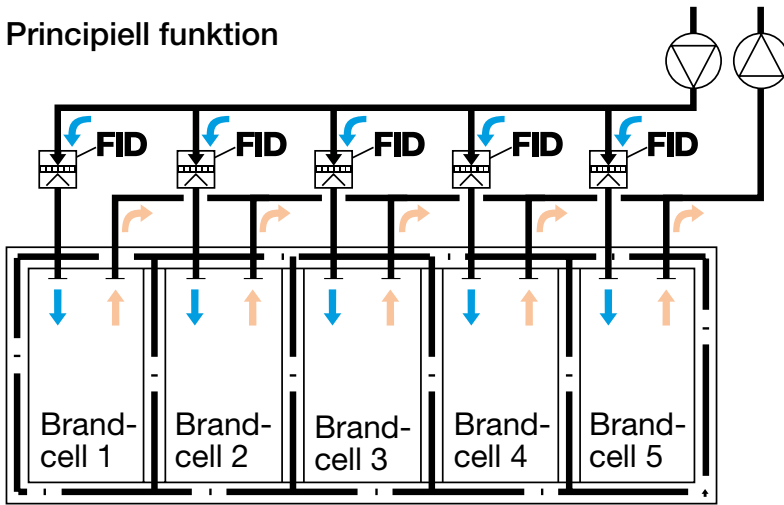 Principiell funktion
FID FID FID FID FID
Brand-
cell 1
Brand-
cell 2
Brand-
cell 3
Brand-
cell 4
Brand-
cell 5